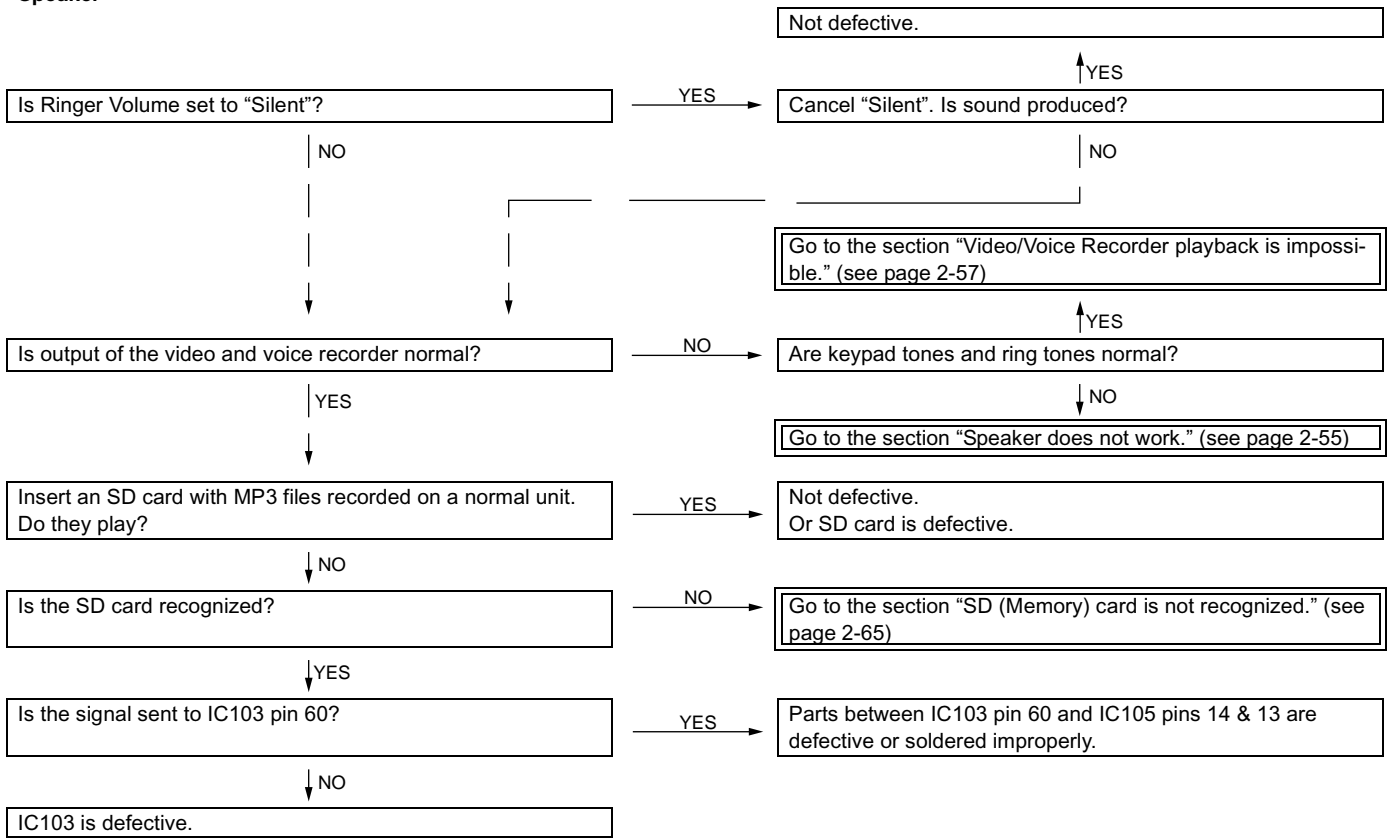 Speaker
Not defective.
YES
Is Ringer Volume set to “Silent”?
YES
Cancel “Silent”. Is sound produced?
NO
NO
Go to the section “Video/Voice Recorder playback is impossi-
ble.” (see page 2-57)
YES
Is output of the video and voice recorder normal?
NO
Are keypad tones and ring tones normal?
YES
NO
Go to the section “Speaker does not work.” (see page 2-55)
Insert an SD card with MP3 files recorded on a normal unit.
Do they play?
YES
Not defective.
Or SD card is defective.
NO
Is the SD card recognized?
NO
Go to the section “SD (Memory) card is not recognized.” (see
page 2-65)
YES
Is the signal sent to IC103 pin 60?
YES
Parts between IC103 pin 60 and IC105 pins 14 & 13 are
defective or soldered improperly.
NO
IC103 is defective.